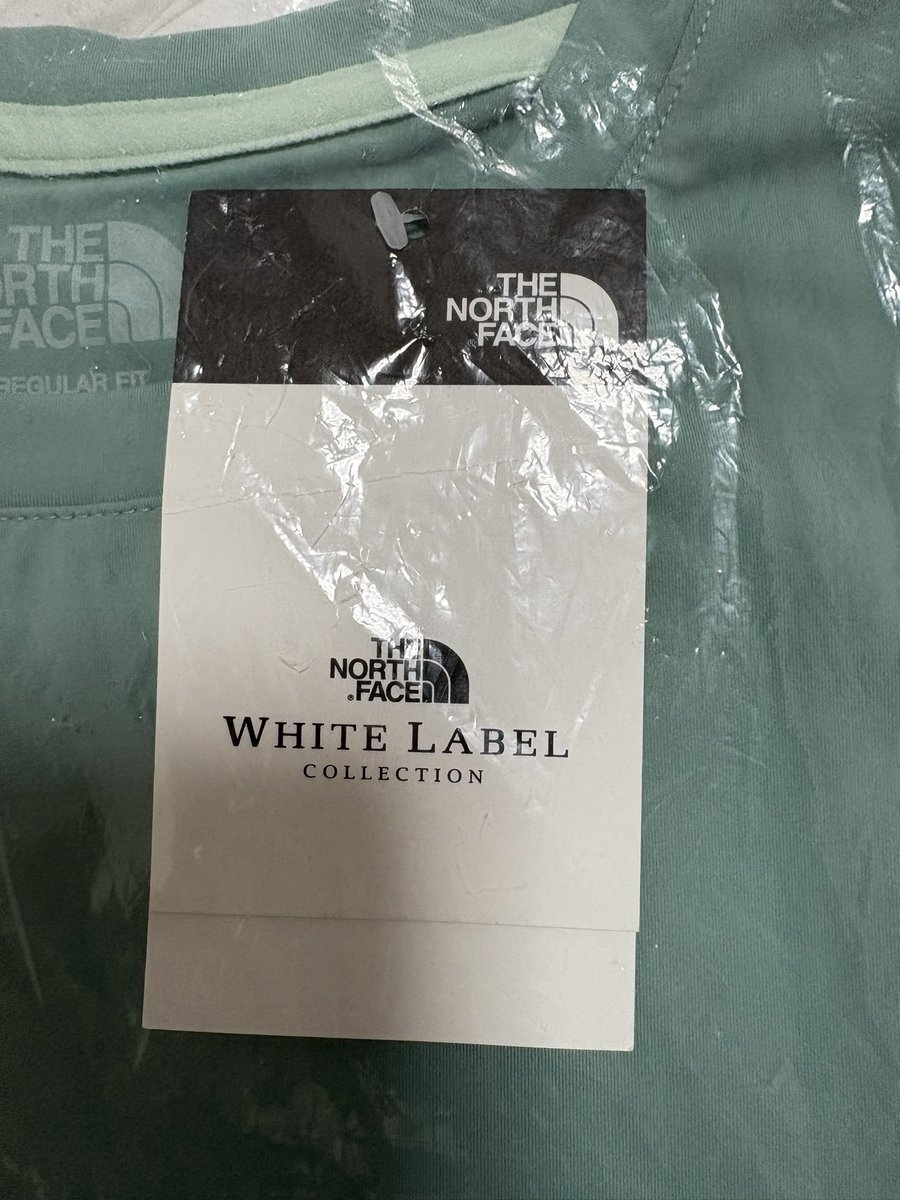 THE
NORTH
FACE
REGULAR FIT
THE
NORTH
FACE
THE
NORTH
FACE
WHITE LABEL
COLLECTION